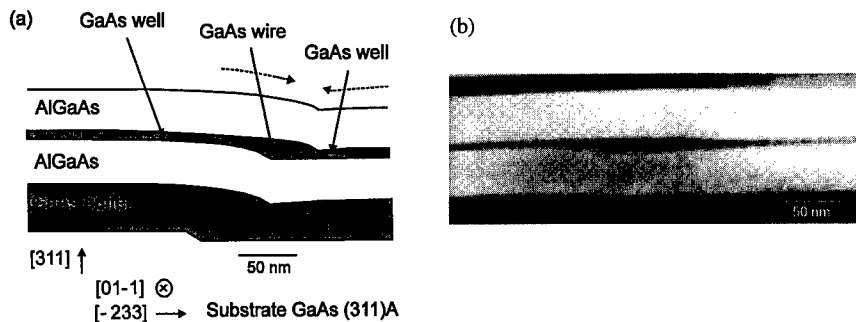 (a)
GaAs well
GaAs wire
GaAs well
AlGaAs
AlGaAs
50 nm
[311] ↑
[01-1] ⊗
[-233] → Substrate GaAs (311)A
(b)
50 nm